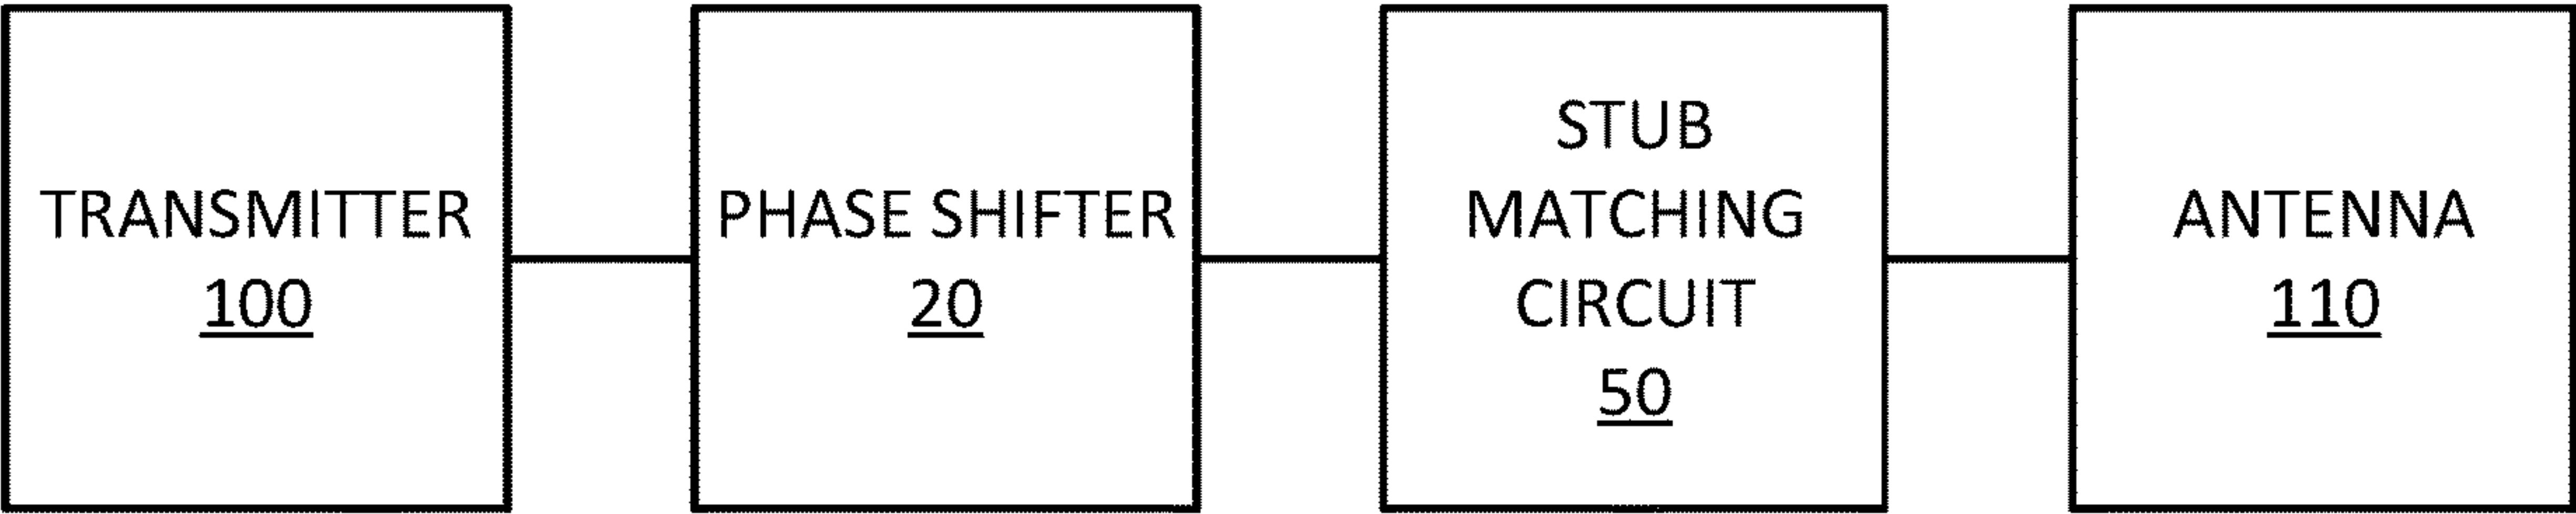 TRANSMITTER
100
PHASE SHIFTER
20
STUB
MATCHING
CIRCUIT
50
ANTENNA
110